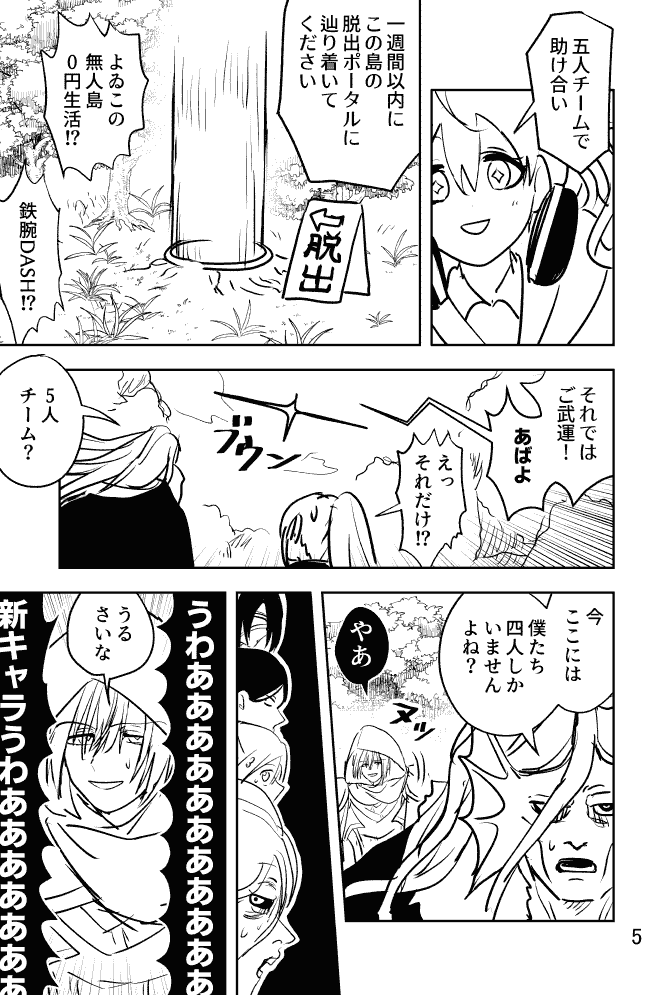 五人チームで
助け合い
一週間以内に
この島の
脱出ポータルに
辿り着いて
ください
よゐこの
無人島
0円生活!?
←脱出
鉄腕DASH!?
それでは
ご武運!
あばよ
えっ
それだけ!?
ブウン
5人
チーム?
今
ここには
僕たち
四人しか
いません
よね?
やあ
ヌッ
うわあああああああああああ
うる
さいな
新キャラうわあああああああ
5